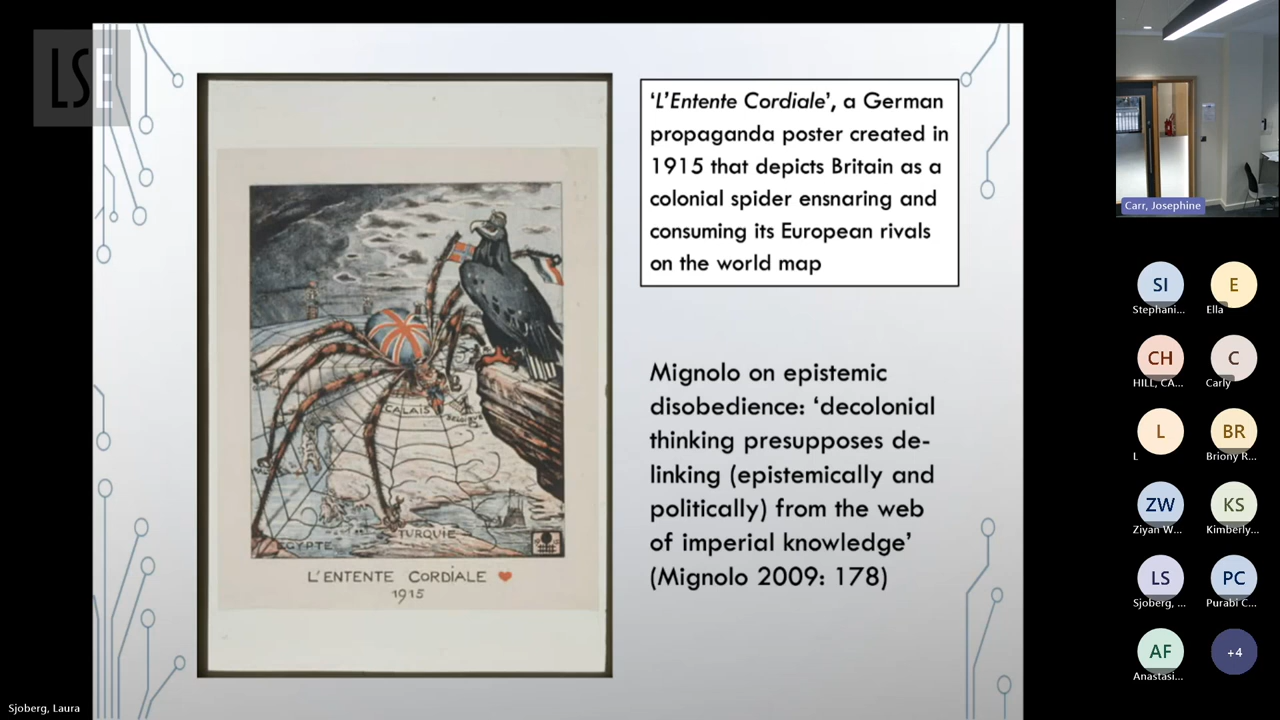 LSE
'L'Entente Cordiale', a German
propaganda poster created in
1915 that depicts Britain as a
colonial spider ensnaring and
consuming its European rivals
on the world map
CALAIS
TURQUIE
EGYPTE
L'ENTENTE CORDIALE
1915
Mignolo on epistemic
disobedience: 'decolonial
thinking presupposes de-
linking (epistemically and
politically) from the web
of imperial knowledge'
(Mignolo 2009: 178)
Carr, Josephine
SI
Stephani...
E
Ella
CH
HILL, CA...
C
Carly
L
L
BR
Briony R...
ZW
Ziyan W...
KS
Kimberly...
LS
Sjoberg, ...
PC
Purabi C...
AF
Anastasi...
+4
Sjoberg, Laura